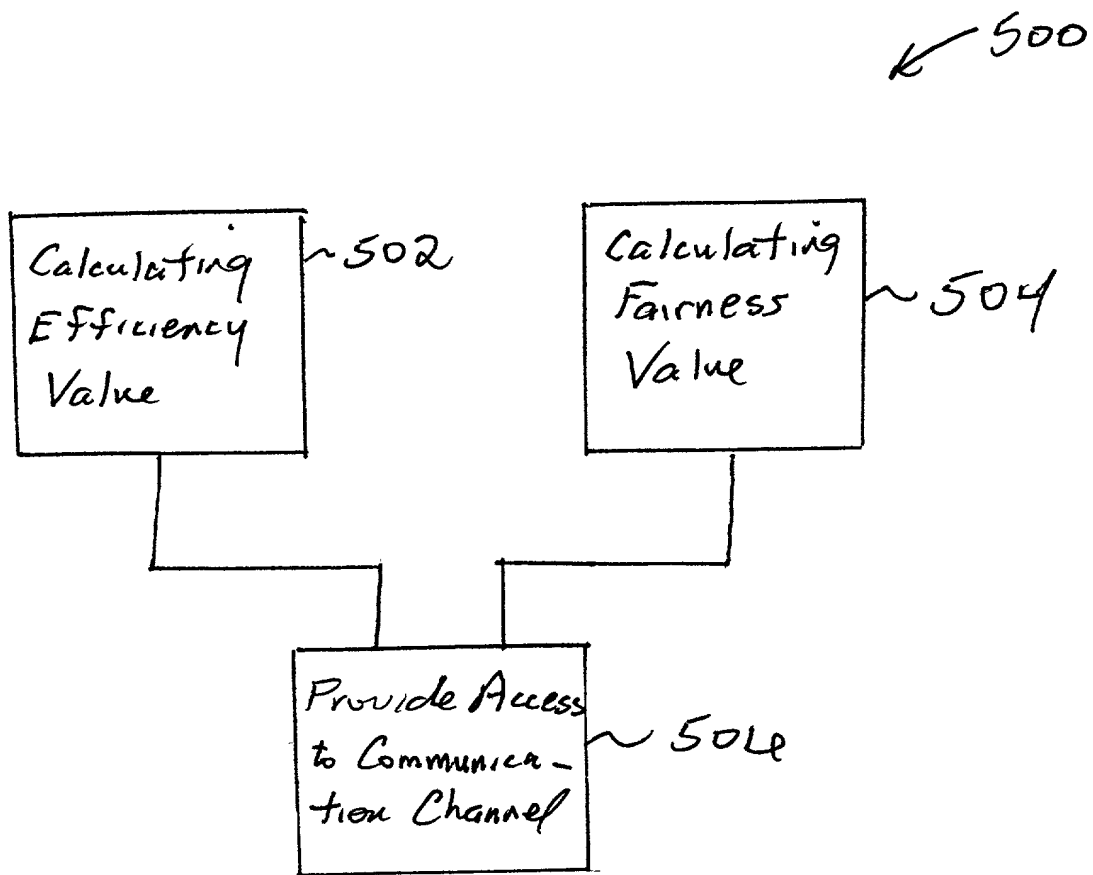 500
Calculating
Efficiency
Value
502
Calculating
Fairness
Value
504
Provide Access
to Communica-
tion Channel
506